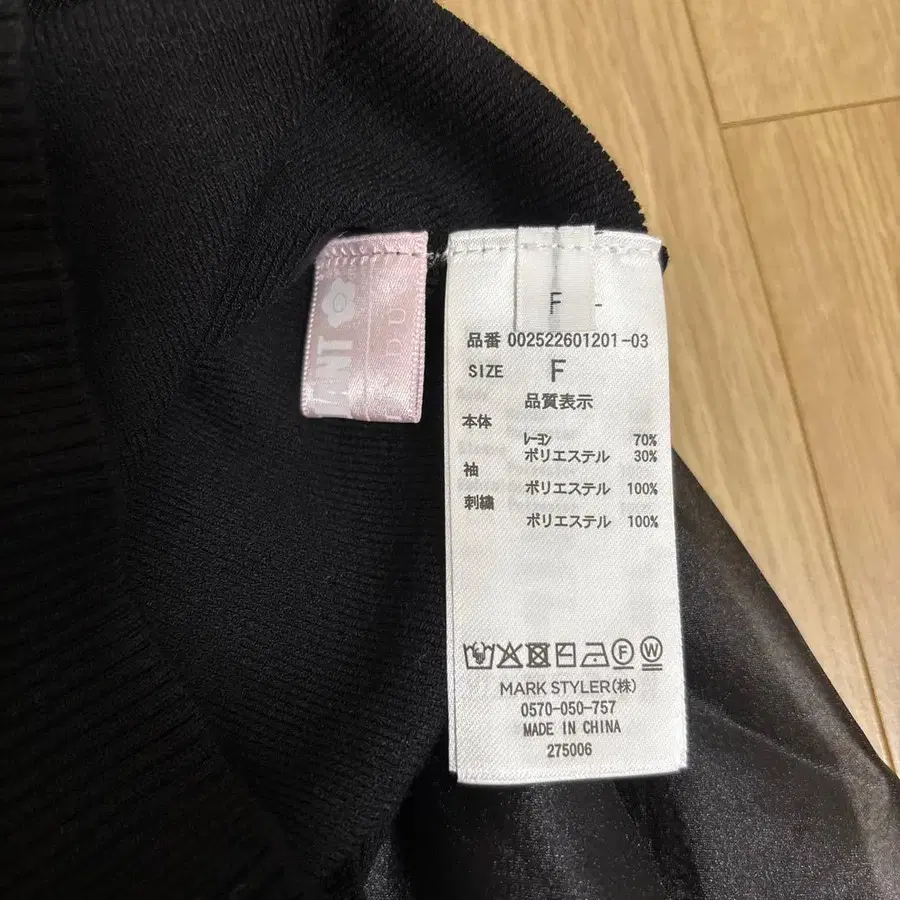 F -
品番 002522601201-03
SIZE F
品質表示
本体
レーヨン 70%
ポリエステル 30%
袖
ポリエステル 100%
刺繍
ポリエステル 100%
F W
MARK STYLER(株)
0570-050-757
MADE IN CHINA
275006